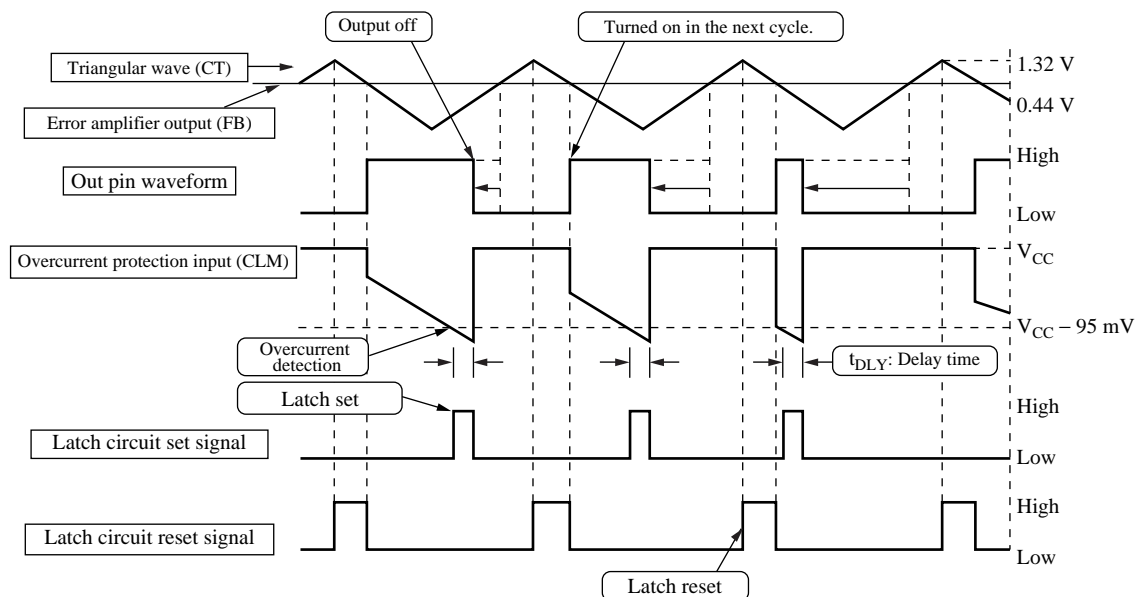 Output off
Turned on in the next cycle.
Triangular wave (CT)
1.32 V
0.44 V
Error amplifier output (FB)
High
Out pin waveform
Low
Overcurrent protection input (CLM)
VCC
VCC − 95 mV
Overcurrent
detection
tDLY: Delay time
Latch set
High
Latch circuit set signal
Low
High
Latch circuit reset signal
Low
Latch reset